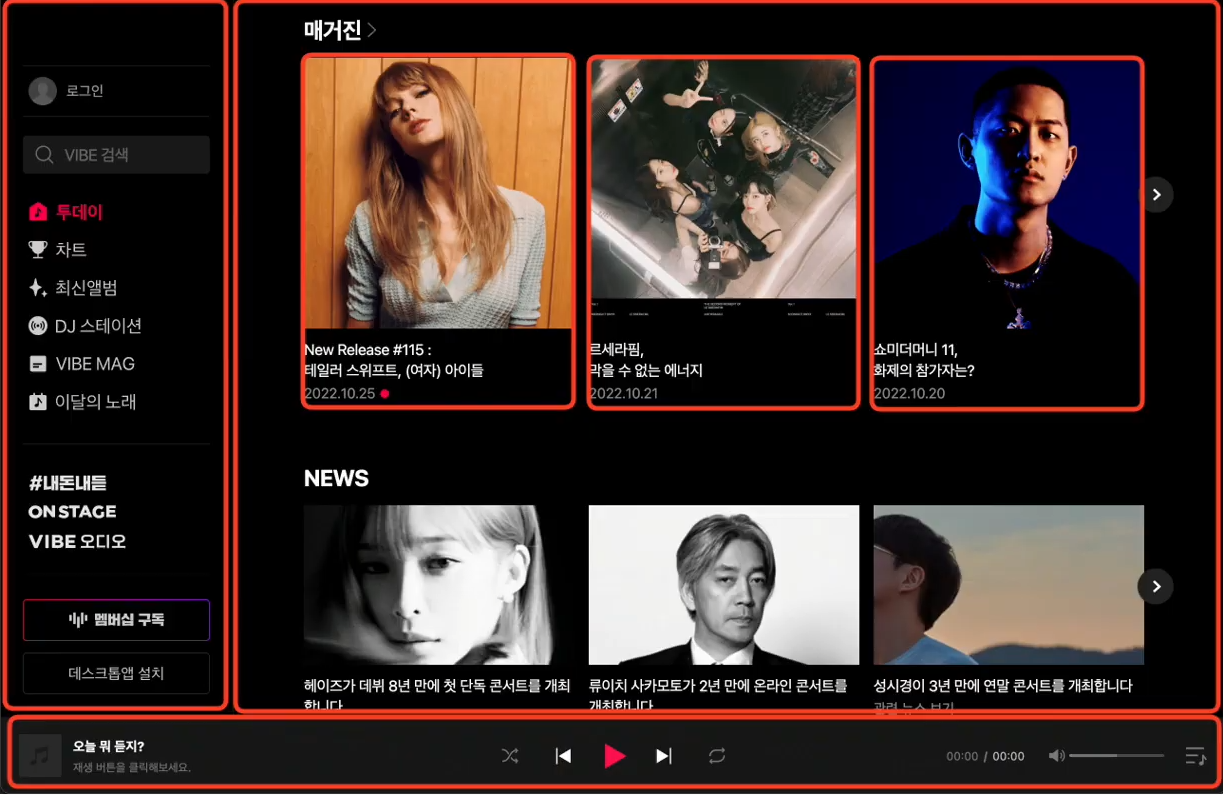 로그인
VIBE 검색
투데이
차트
최신앨범
DJ 스테이션
VIBE MAG
이달의 노래
#내돈내듣
ON STAGE
VIBE 오디오
멤버십 구독
데스크톱앱 설치
매거진
New Release #115 :
테일러 스위프트, (여자) 아이들
2022.10.25
르세라핌,
막을 수 없는 에너지
2022.10.21
쇼미더머니 11,
화제의 참가자는?
2022.10.20
NEWS
헤이즈가 데뷔 8년 만에 첫 단독 콘서트를 개최
합니다
류이치 사카모토가 2년 만에 온라인 콘서트를
개최합니다
성시경이 3년 만에 연말 콘서트를 개최합니다
관련 뉴스 보기
오늘 뭐 듣지?
재생 버튼을 클릭해보세요.
00:00 / 00:00